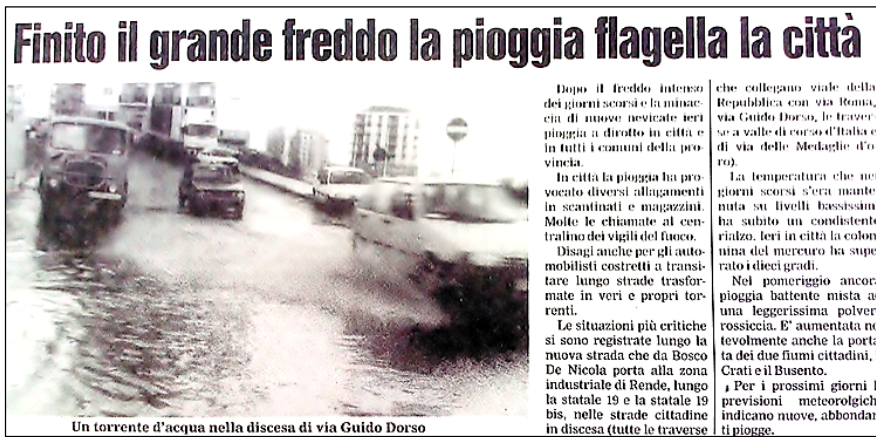 Finito il grande freddo la pioggia flagella la città
Dopo il freddo intenso
dei giorni scorsi e la minac-
cia di nuove nevicate ieri
pioggia a dirotto in città e
in tutti i comuni della pro-
vincia.
In città la pioggia ha pro-
vocato diversi allagamenti
in scantinati e magazzini.
Molte le chiamate al cen-
tralino dei vigili del fuoco.
Disagi anche per gli auto-
mobilisti costretti a transi-
tare lungo strade trasfor-
mate in veri e propri tor-
renti.
Le situazioni più critiche
si sono registrate lungo la
nuova strada che da Bosco
De Nicola porta alla zona
industriale di Rende, lungo
la statale 19 e la statale 19
bis, nelle strade cittadine
in discesa (tutte le traverse
che collegano viale della
Repubblica con via Roma,
via Guido Dorso, le traver-
se a valle di corso d'Italia e
di via delle Medaglie d'o-
ro).
La temperatura che nei
giorni scorsi s'era mante-
nuta su livelli bassissimi
ha subito un condistente
rialzo. Ieri in città la colon-
nina del mercuro ha supe-
rato i dieci gradi.
Nel pomeriggio ancora
pioggia battente mista ad
una leggerissima polvere
rossiccia. E' aumentata no-
tevolmente anche la porta-
ta dei due fiumi cittadini,
Crati e il Busento.
Per i prossimi giorni
previsioni meteorolgich
indicano nuove, abbondan-
ti piogge.
Un torrente d'acqua nella discesa di via Guido Dorso